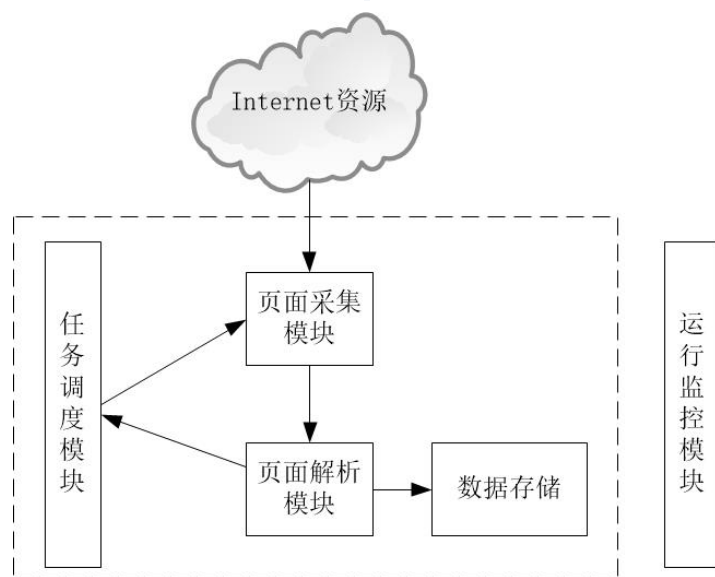 Internet资源
任务调度模块
页面采集
模块
运行监控模块
页面解析
模块
数据存储